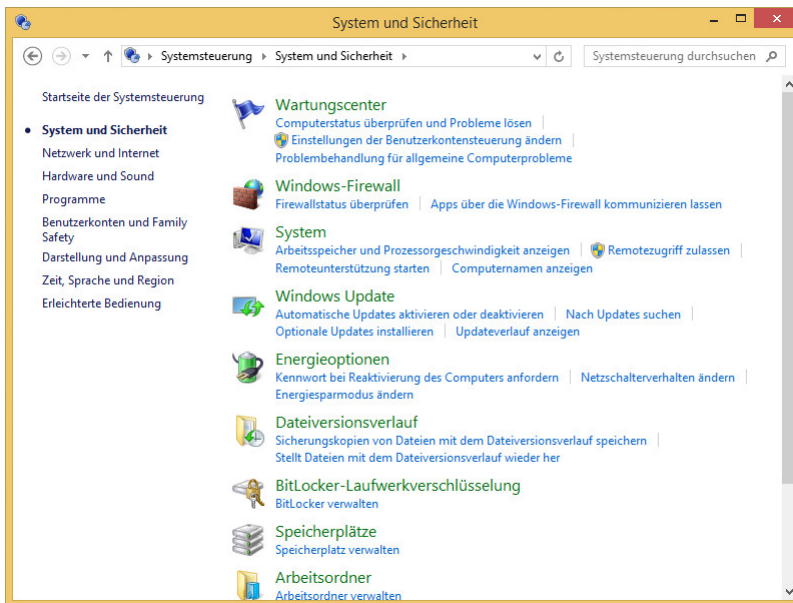 System und Sicherheit
Systemsteuerung System und Sicherheit
Systemsteuerung durchsuchen
Startseite der Systemsteuerung
System und Sicherheit
Netzwerk und Internet
Hardware und Sound
Programme
Benutzerkonten und Family
Safety
Darstellung und Anpassung
Zeit, Sprache und Region
Erleichterte Bedienung
Wartungscenter
Computerstatus überprüfen und Probleme lösen
Einstellungen der Benutzerkontensteuerung ändern
Problembehandlung für allgemeine Computerprobleme
Windows-Firewall
Firewallstatus überprüfen Apps über die Windows-Firewall kommunizieren lassen
System
Arbeitsspeicher und Prozessorgeschwindigkeit anzeigen Remotezugriff zulassen
Remoteunterstützung starten Computernamen anzeigen
Windows Update
Automatische Updates aktivieren oder deaktivieren Nach Updates suchen
Optionale Updates installieren Updateverlauf anzeigen
Energieoptionen
Kennwort bei Reaktivierung des Computers anfordern Netzschalterverhalten ändern
Energiesparmodus ändern
Dateiversionsverlauf
Sicherungskopien von Dateien mit dem Dateiversionsverlauf speichern
Stellt Dateien mit dem Dateiversionsverlauf wieder her
BitLocker-Laufwerkverschlüsselung
BitLocker verwalten
Speicherplätze
Speicherplatz verwalten
Arbeitsordner
Arbeitsordner verwalten